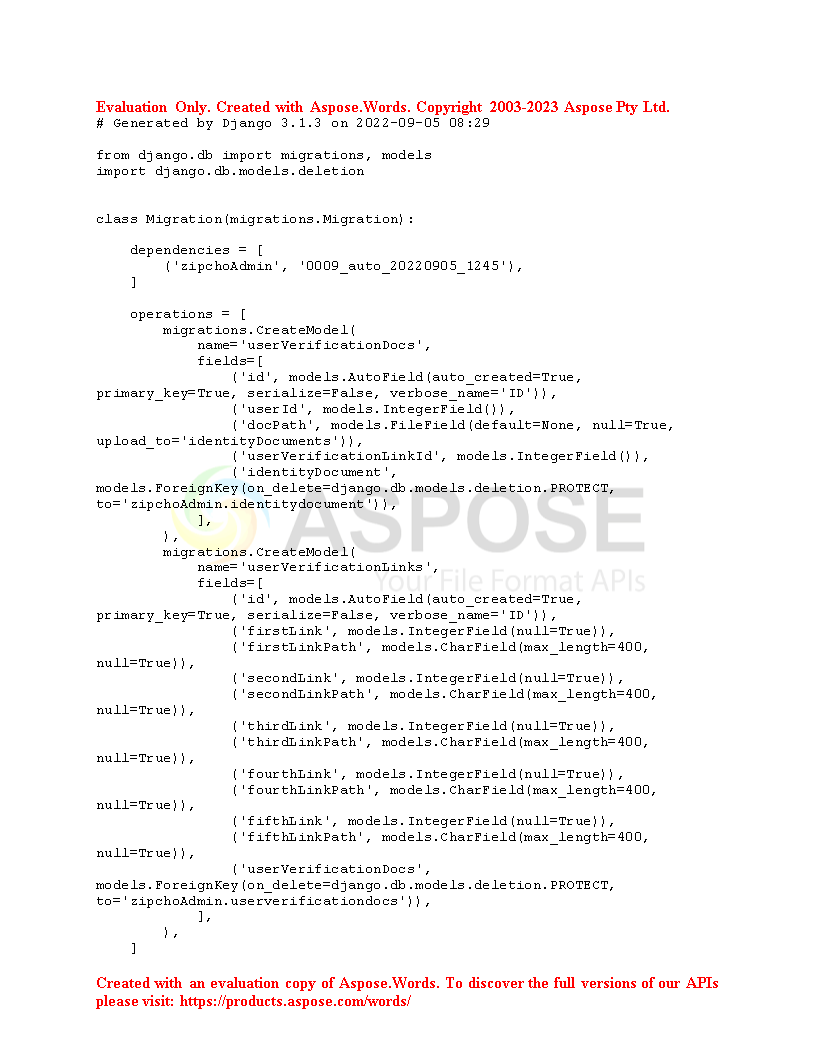 Evaluation Only. Created with Aspose.Words. Copyright 2003-2023 Aspose Pty Ltd.
# Generated by Django 3.1.3 on 2022-09-05 08:29
from django.db import migrations, models
import django.db.models.deletion
class Migration(migrations.Migration):
    dependencies = [
        ('zipchoAdmin', '0009_auto_20220905_1245'),
    ]
    operations = [
        migrations.CreateModel(
            name='userVerificationDocs',
            fields=[
                ('id', models.AutoField(auto_created=True,
primary_key=True, serialize=False, verbose_name='ID')),
                ('userId', models.IntegerField()),
                ('docPath', models.FileField(default=None, null=True,
upload_to='identityDocuments')),
                ('userVerificationLinkId', models.IntegerField()),
                ('identityDocument',
models.ForeignKey(on_delete=django.db.models.deletion.PROTECT,
to='zipchoAdmin.identitydocument')),
            ],
        ),
ASPOSE
        migrations.CreateModel(
            name='userVerificationLinks',
            fields=[
Your File Format APIs
                ('id', models.AutoField(auto_created=True,
primary_key=True, serialize=False, verbose_name='ID')),
                ('firstLink', models.IntegerField(null=True)),
                ('firstLinkPath', models.CharField(max_length=400,
null=True)),
                ('secondLink', models.IntegerField(null=True)),
                ('secondLinkPath', models.CharField(max_length=400,
null=True)),
                ('thirdLink', models.IntegerField(null=True)),
                ('thirdLinkPath', models.CharField(max_length=400,
null=True)),
                ('fourthLink', models.IntegerField(null=True)),
                ('fourthLinkPath', models.CharField(max_length=400,
null=True)),
                ('fifthLink', models.IntegerField(null=True)),
                ('fifthLinkPath', models.CharField(max_length=400,
null=True)),
                ('userVerificationDocs',
models.ForeignKey(on_delete=django.db.models.deletion.PROTECT,
to='zipchoAdmin.userverificationdocs')),
            ],
        ),
    ]
Created with an evaluation copy of Aspose.Words. To discover the full versions of our APIs
please visit: https://products.aspose.com/words/